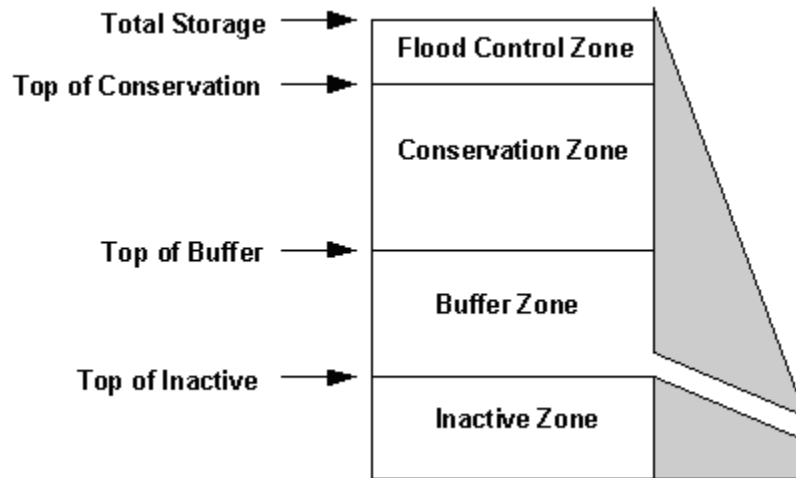 Total Storage
Flood Control Zone
Top of Conservation
Conservation Zone
Top of Buffer
Buffer Zone
Top of Inactive
Inactive Zone